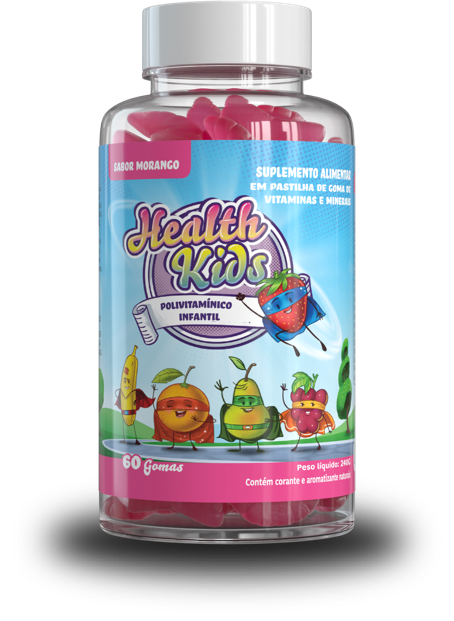 SABOR MORANGO
SUPLEMENTO ALIMENTAR
EM PASTILHA DE GOMA DE
VITAMINAS E MINERAIS
Health
Kids
POLIVITAMÍNICO
INFANTIL
60 Gomas
Peso líquido: 240G
Contém corante e aromatizante natural